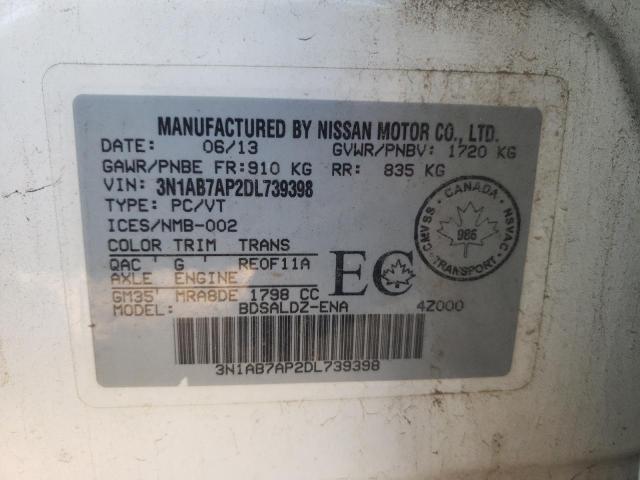 MANUFACTURED BY NISSAN MOTOR CO., LTD.
DATE: 06/13 GVWR/PNBV: 1720 KG
GAWR/PNBE FR: 910 KG RR: 835 KG
VIN: 3N1AB7AP2DL739398
TYPE: PC/VT
ICES/NMB-002
COLOR TRIM TRANS
QAC G RE0F11A
AXLE ENGINE
GM35 MRA8DE 1798 CC
MODEL: BDSALDZ-ENA 4Z000
EC
CANADA
CMVSS NSVAC
986
TRANSPORT
3N1AB7AP2DL739398